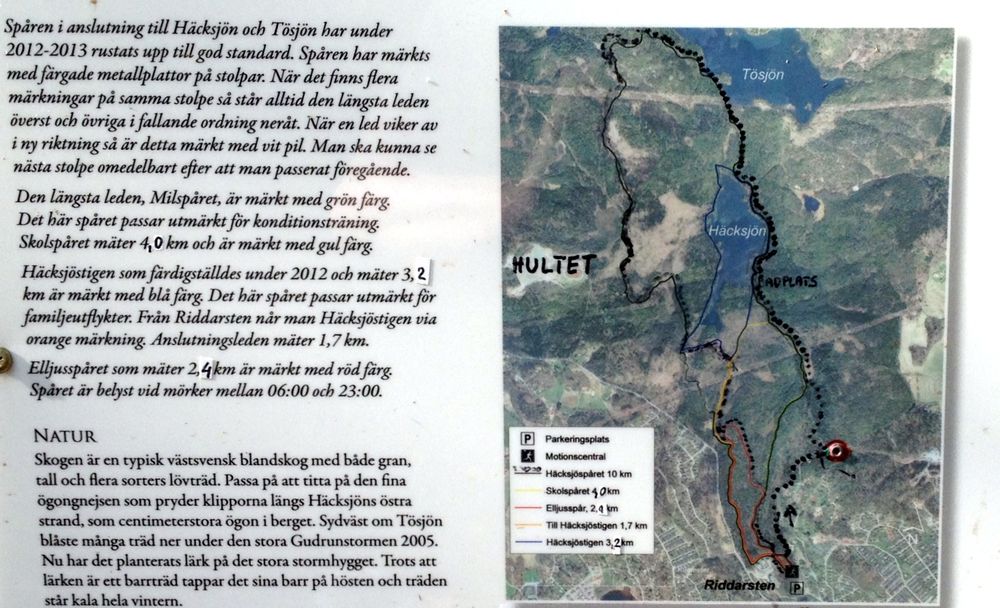 Spåren i anslutning till Häcksjön och Tösjön har under
2012-2013 rustats upp till god standard. Spåren har märkts
med färgade metallplattor på stolpar. När det finns flera
märkningar på samma stolpe så står alltid den längsta leden
överst och övriga i fallande ordning neråt. När en led viker av
i ny riktning så är detta märkt med vit pil. Man ska kunna se
nästa stolpe omedelbart efter att man passerat föregående.
Den längsta leden, Milspåret, är märkt med grön färg.
Det här spåret passar utmärkt för konditionsträning.
Skolspåret mäter 4,0 km och är märkt med gul färg.
Häcksjöstigen som färdigställdes under 2012 och mäter 3,2
km är märkt med blå färg. Det här spåret passar utmärkt för
familjeutflykter. Från Riddarsten når man Häcksjöstigen via
orange märkning. Anslutningsleden mäter 1,7 km.
Elljusspåret som mäter 2,4 km är märkt med röd färg.
Spåret är belyst vid mörker mellan 06:00 och 23:00.
NATUR
Skogen är en typisk västsvensk blandskog med både gran,
tall och flera sorters lövträd. Passa på att titta på den fina
ögongnejsen som pryder klipporna längs Häcksjöns östra
strand, som centimeterstora ögon i berget. Sydväst om Tösjön
blåste många träd ner under den stora Gudrunstormen 2005.
Nu har det planterats lärk på det stora stormhygget. Trots att
lärken är ett barrträd tappar det sina barr på hösten och träden
står kala hela vintern.
Tösjön
Häcksjön
HULTET
ADPLATS
P Parkeringsplats
Motionscentral
Häcksjöspåret 10 km
Skolspåret 4,0 km
Elljusspår, 2,4 km
Till Häcksjöstigen 1,7 km
Häcksjöstigen 3,2 km
N
Riddarsten
P